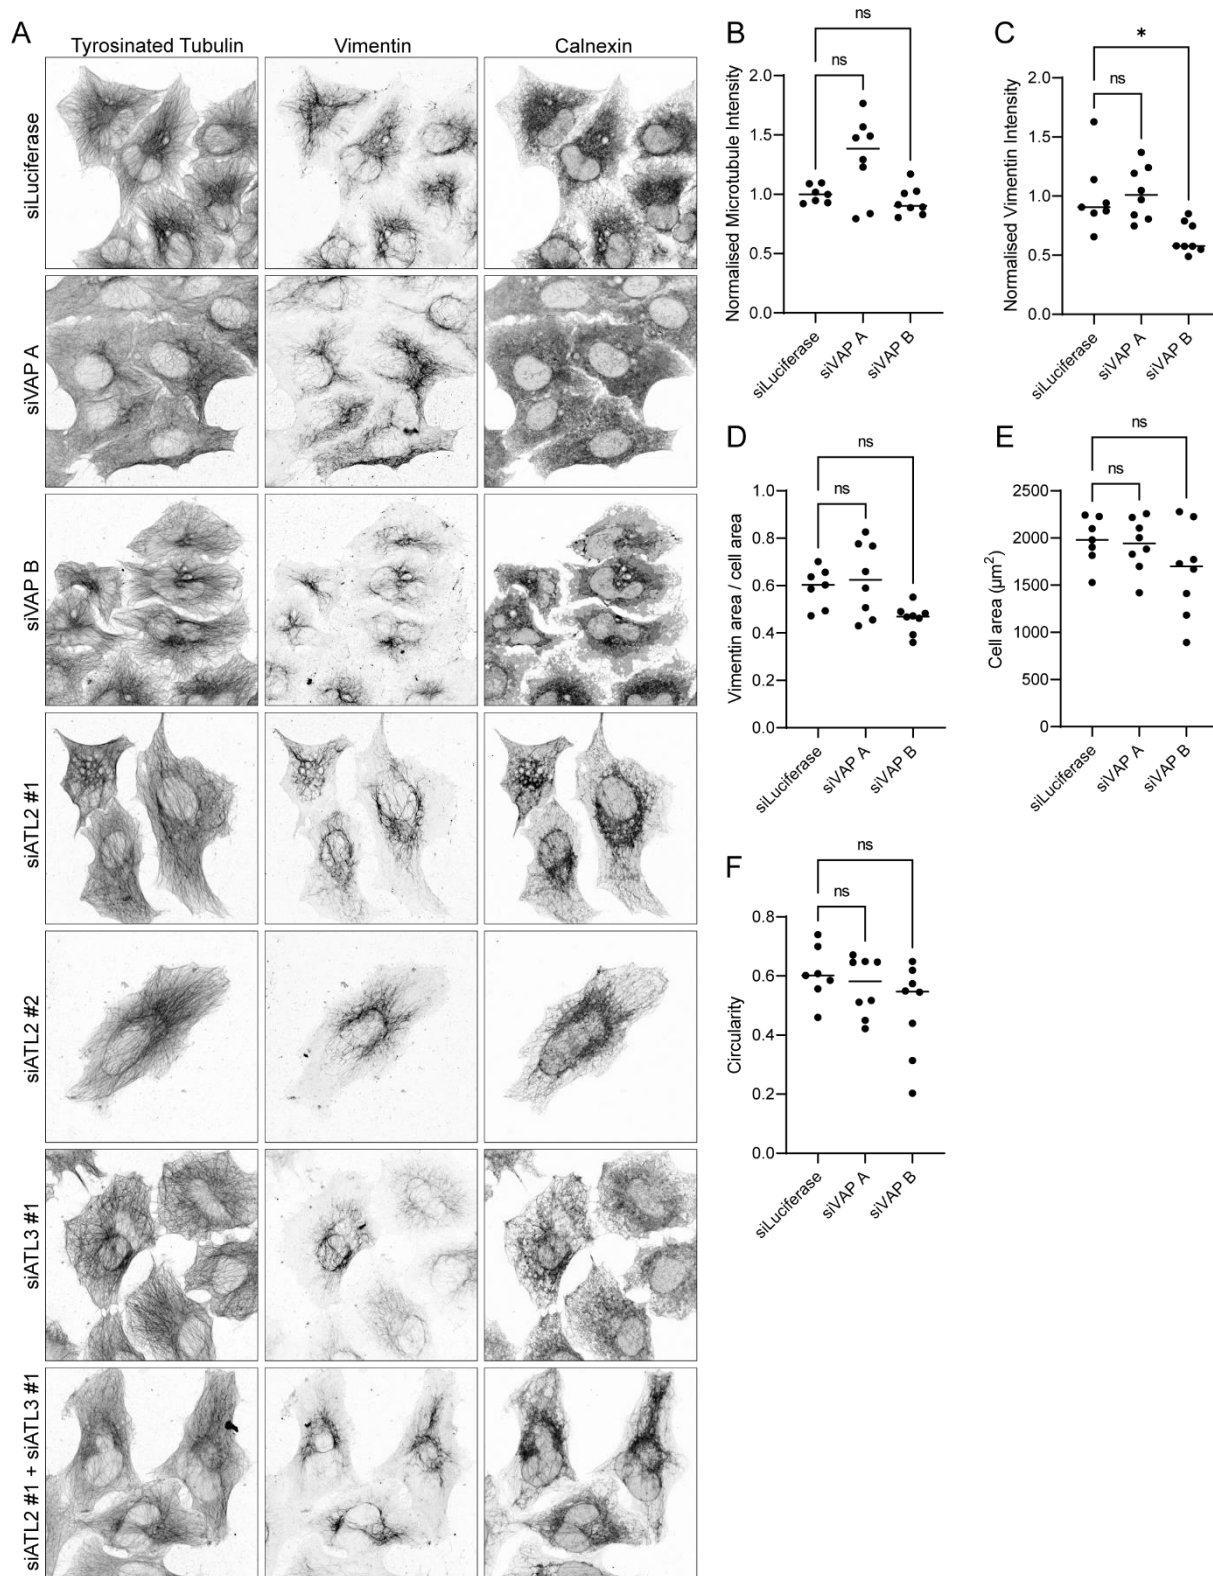 A
Tyrosinated Tubulin
Vimentin
Calnexin
siLuciferase
siVAP A
siVAP B
siATL2 #1
siATL2 #2
siATL3 #1
siATL2 #1 + siATL3 #1
B
ns
ns
Normalised Microtubule Intensity
2.0
1.5
1.0
0.5
0.0
siLuciferase
siVAP A
siVAP B
C
*
ns
Normalised Vimentin Intensity
2.0
1.5
1.0
0.5
0.0
siLuciferase
siVAP A
siVAP B
D
ns
ns
Vimentin area / cell area
1.0
0.8
0.6
0.4
0.2
0.0
siLuciferase
siVAP A
siVAP B
E
ns
ns
Cell area (µm²)
2500
2000
1500
1000
500
0
siLuciferase
siVAP A
siVAP B
F
ns
ns
Circularity
0.8
0.6
0.4
0.2
0.0
siLuciferase
siVAP A
siVAP B